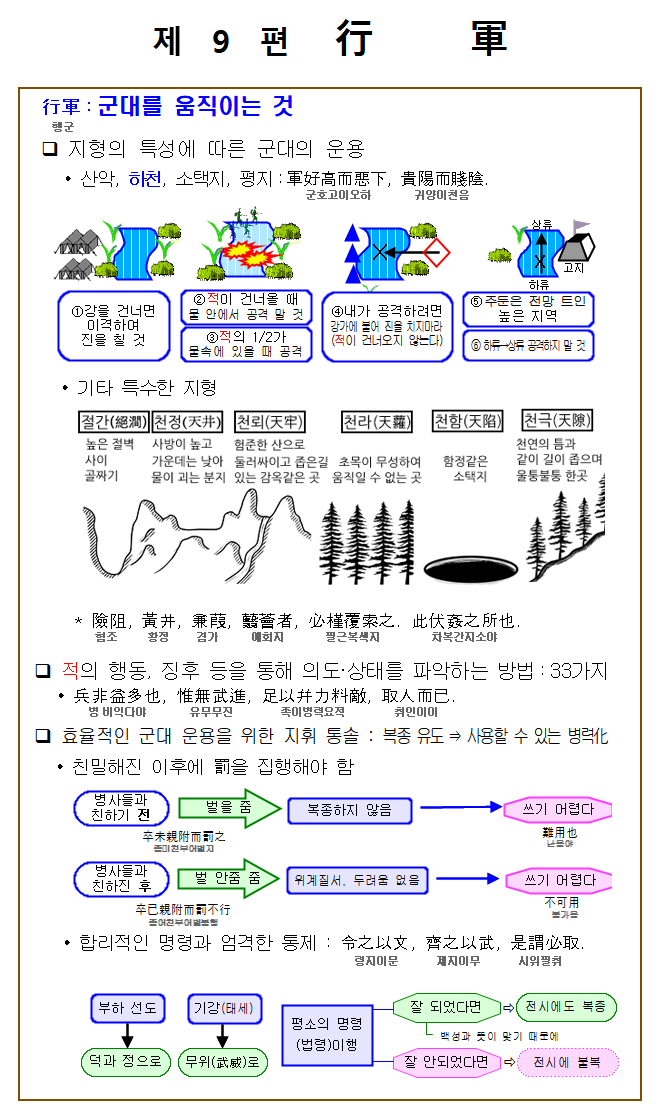 제 9 편 行 軍
行軍 : 군대를 움직이는 것
행군
❑ 지형의 특성에 따른 군대의 운용
• 산악, 하천, 소택지, 평지 : 軍好高而惡下, 貴陽而賤陰.
군호고이오하 귀양이천음
상류
고지
하류
①강을 건너면
이격하여
진을 칠 것
②적이 건너올 때
물 안에서 공격 말 것
③적의 1/2가
물속에 있을 때 공격
④내가 공격하려면
강가에 붙어 진을 치지마라
(적이 건너오지 않는다)
⑤주둔은 전망 트인
높은 지역
⑥ 하류→상류 공격하지 말 것
• 기타 특수한 지형
절간(絕澗) 천정(天井) 천뢰(天牢) 천라(天羅) 천함(天陷) 천극(天隙)
높은 절벽
사이
골짜기
사방이 높고
가운데는 낮아
물이 괴는 분지
험준한 산으로
둘러싸이고 좁은길
있는 감옥같은 곳
초목이 무성하여
움직일 수 없는 곳
함정같은
소택지
천연의 틈과
같이 길이 좁으며
울퉁불퉁 한곳
* 險阻, 黃井, 兼葭, 翳薈者, 必槿覆索之. 此伏姦之所也.
험조 황정 겸가 예회자 필근복색지 차복간지소야
❑ 적의 행동, 징후 등을 통해 의도·상태를 파악하는 방법 : 33가지
• 兵非益多也, 惟無武進, 足以幷力料敵, 取人而已.
병 비익다야 유무무진 족이병력요적 취인이이
❑ 효율적인 군대 운용을 위한 지휘 통솔 : 복종 유도 ⇒ 사용할 수 있는 병력化
• 친밀해진 이후에 罰을 집행해야 함
병사들과
친하기 전
벌을 줌
복종하지 않음
쓰기 어렵다
卒未親附而罰之
졸미친부이벌지
難用也
난용야
병사들과
친하진 후
벌 안줌 줌
위계질서, 두려움 없음
쓰기 어렵다
卒已親附而罰不行
졸이친부이벌불행
不可用
불가용
• 합리적인 명령과 엄격한 통제 : 令之以文, 齊之以武, 是謂必取.
령지이문 제지이무 시위필취
부하 선도
기강(태세)
덕과 정으로
무위(武威)로
평소의 명령
(법령)이행
잘 되었다면
⇨
전시에도 복종
백성과 뜻이 맞기 때문에
잘 안되었다면
⇨
전시에 불복